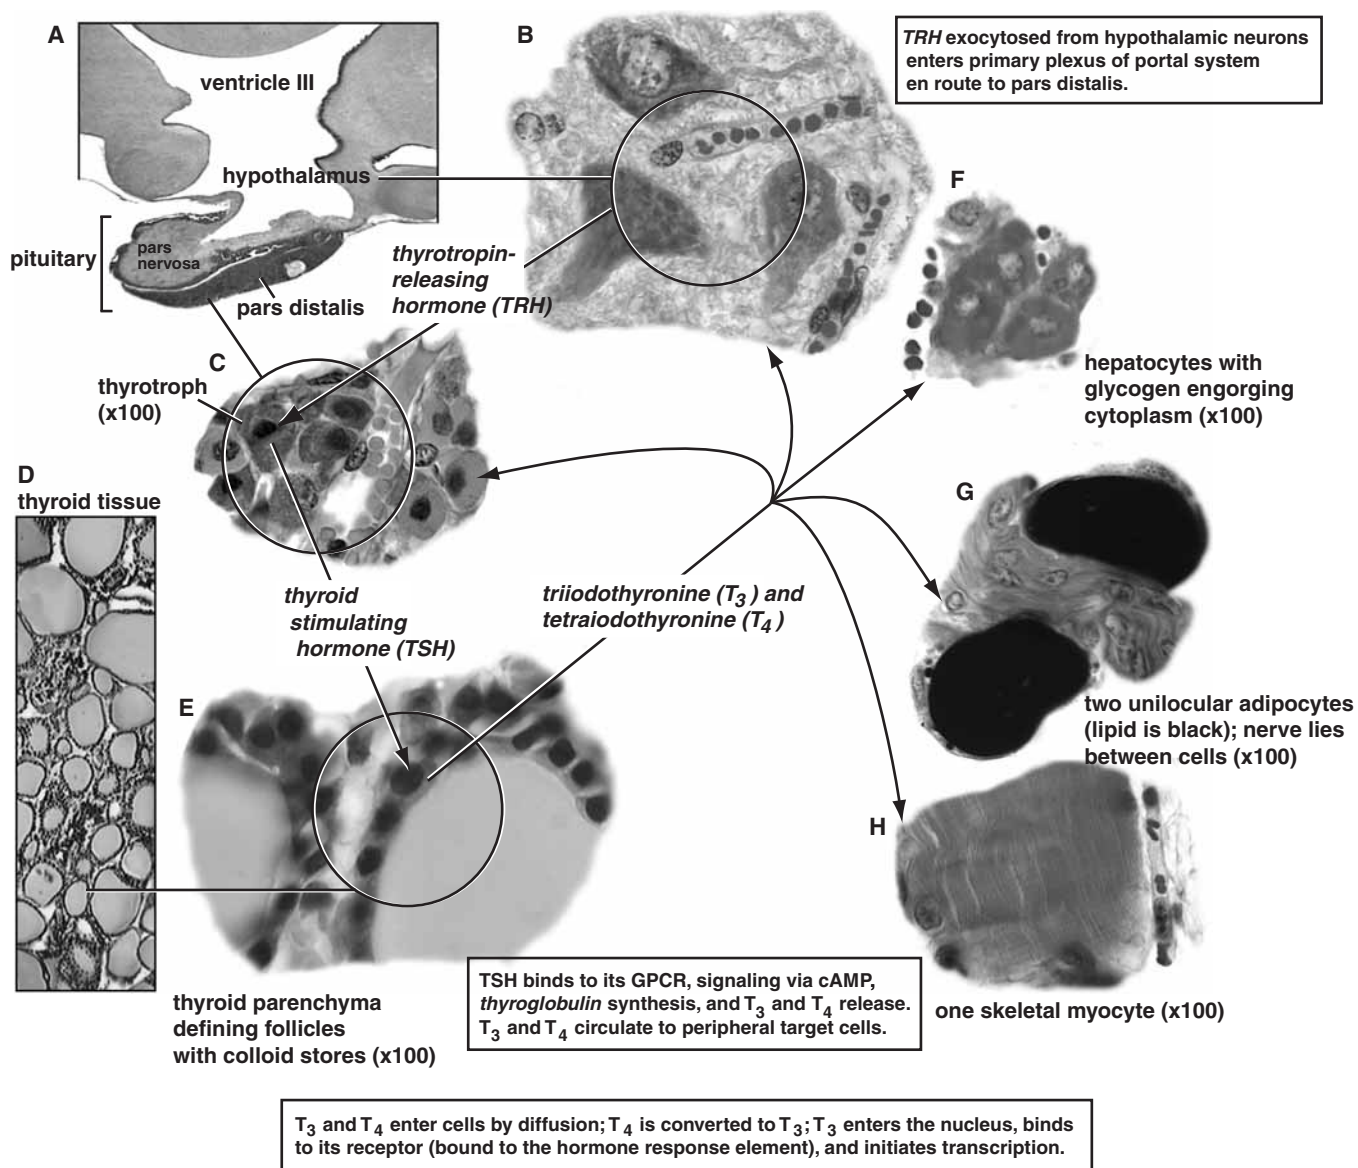 A
ventricle III
hypothalamus
pituitary
pars
nervosa
pars distalis
B
TRH exocytosed from hypothalamic neurons
enters primary plexus of portal system
en route to pars distalis.
thyrotropin-
releasing
hormone (TRH)
F
hepatocytes with
glycogen engorging
cytoplasm (x100)
C
thyrotroph
(x100)
D
thyroid tissue
G
two unilocular adipocytes
(lipid is black); nerve lies
between cells (x100)
thyroid
stimulating
hormone (TSH)
triiodothyronine (T3) and
tetraiodothyronine (T4)
E
H
thyroid parenchyma
defining follicles
with colloid stores (x100)
TSH binds to its GPCR, signaling via cAMP,
thyroglobulin synthesis, and T3 and T4 release.
T3 and T4 circulate to peripheral target cells.
one skeletal myocyte (x100)
T3 and T4 enter cells by diffusion; T4 is converted to T3; T3 enters the nucleus, binds
to its receptor (bound to the hormone response element), and initiates transcription.